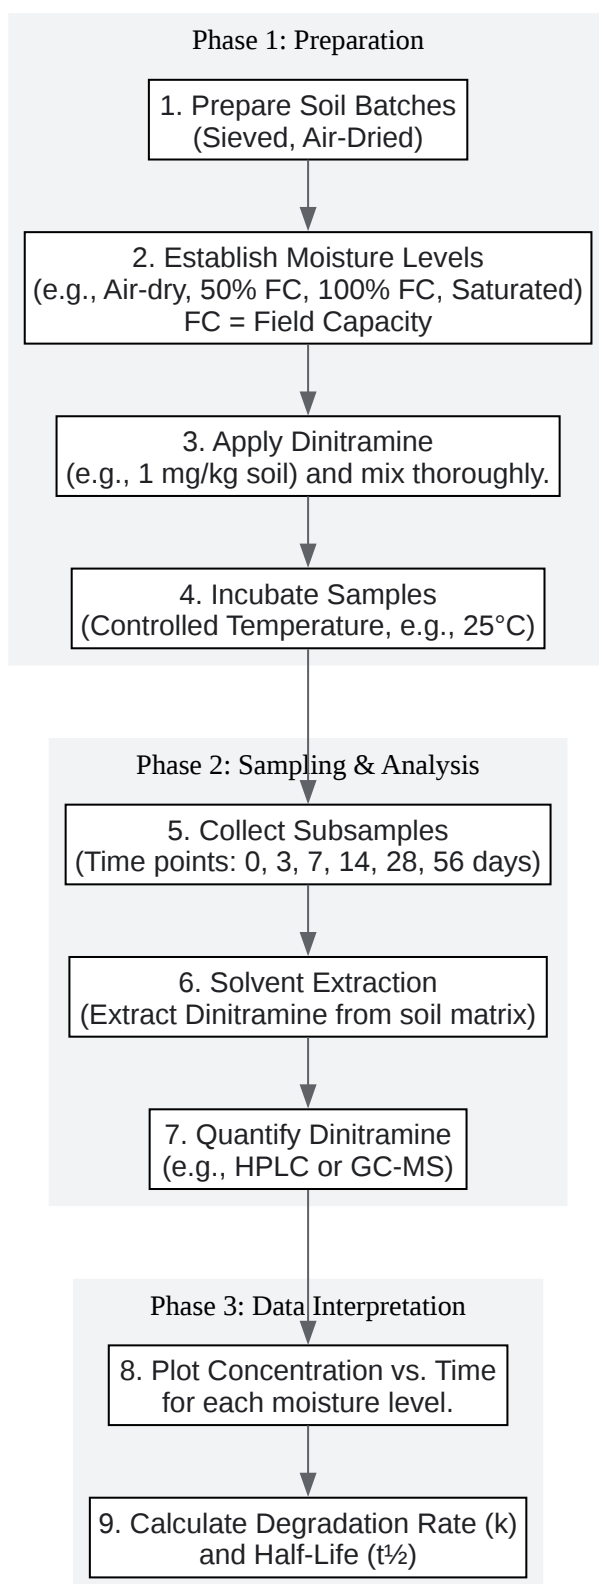 Phase 1: Preparation
1. Prepare Soil Batches
(Sieved, Air-Dried)
2. Establish Moisture Levels
(e.g., Air-dry, 50% FC, 100% FC, Saturated)
FC = Field Capacity
3. Apply Dinitramine
(e.g., 1 mg/kg soil) and mix thoroughly.
4. Incubate Samples
(Controlled Temperature, e.g., 25°C)
Phase 2: Sampling & Analysis
5. Collect Subsamples
(Time points: 0, 3, 7, 14, 28, 56 days)
6. Solvent Extraction
(Extract Dinitramine from soil matrix)
7. Quantify Dinitramine
(e.g., HPLC or GC-MS)
Phase 3: Data Interpretation
8. Plot Concentration vs. Time
for each moisture level.
9. Calculate Degradation Rate (k)
and Half-Life (t½)